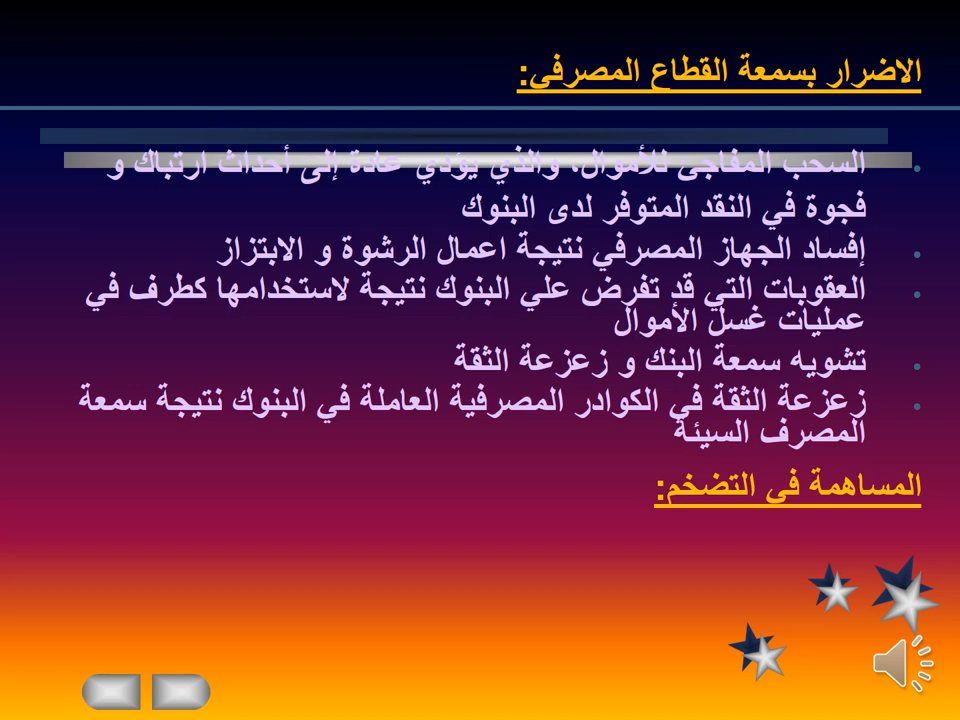 الاضرار بسمعة القطاع المصرفي:
السحب المفاجى للأموال، والذي يؤدي عادة إلى أحداث ارتباك و
فجوة في النقد المتوفر لدى البنوك
إفساد الجهاز المصرفي نتيجة اعمال الرشوة و الابتزاز
العقوبات التي قد تفرض علي البنوك نتيجة لاستخدامها كطرف في
عمليات غسل الأموال
تشويه سمعة البنك و زعزعة الثقة
زعزعة الثقة في الكوادر المصرفية العاملة في البنوك نتيجة سمعة
المصرف السيئة
المساهمة في التضخم: